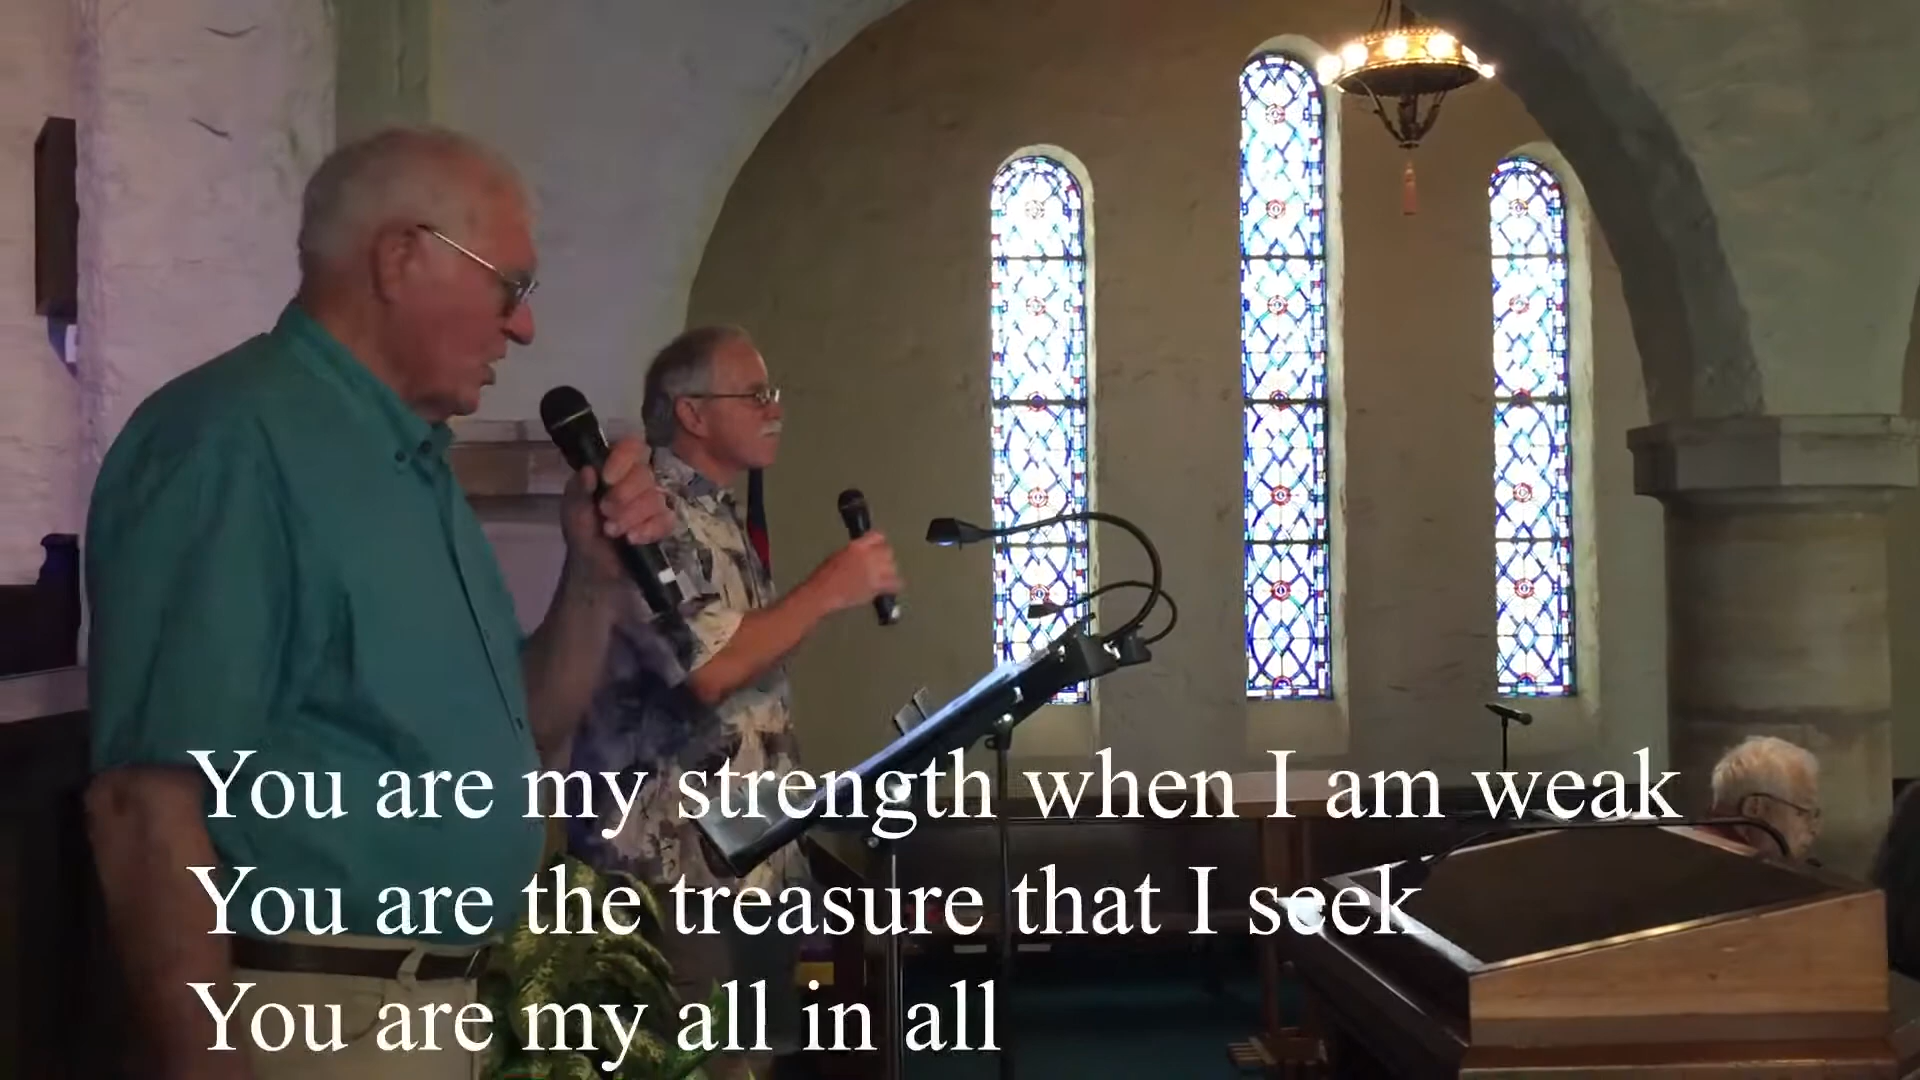 You are my strength when I am weak
You are the treasure that I seek
You are my all in all